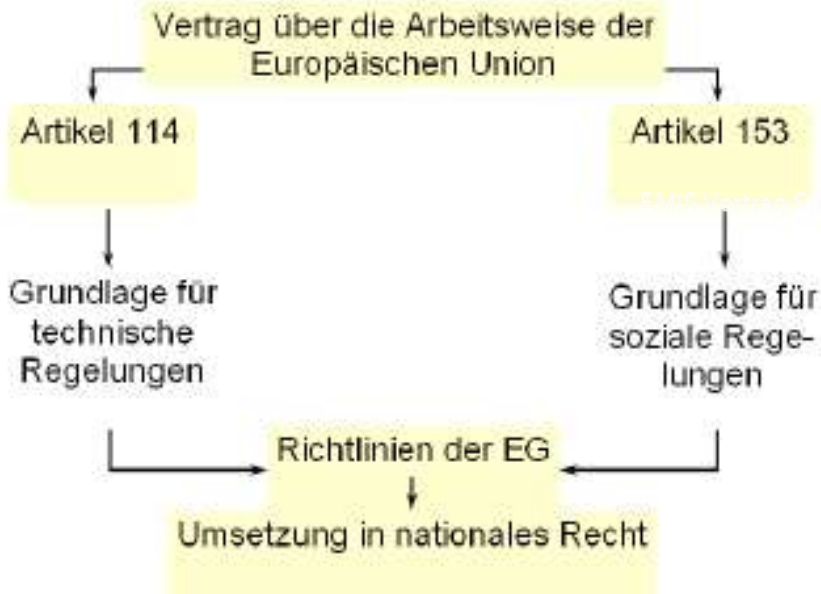 Vertrag über die Arbeitsweise der
Europäischen Union
Artikel 114
Artikel 153
Grundlage für
technische
Regelungen
Grundlage für
soziale Rege-
lungen
Richtlinien der EG
Umsetzung in nationales Recht